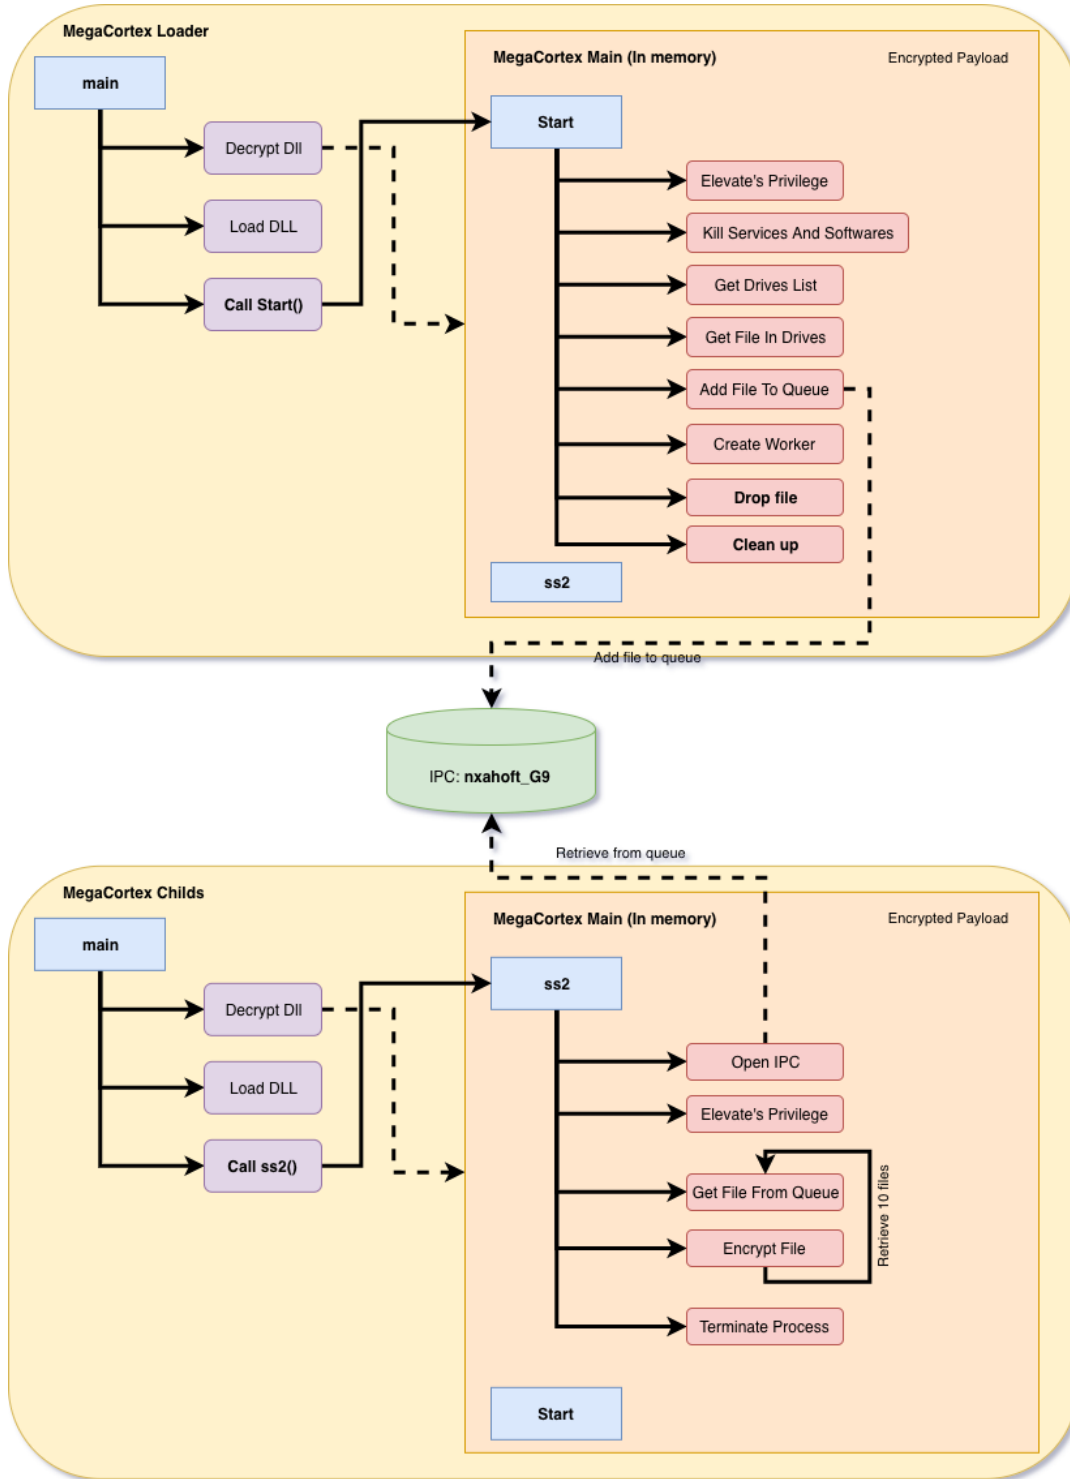 MegaCortex Loader
MegaCortex Main (In memory)
Encrypted Payload
main
Start
Decrypt Dll
Elevate's Privilege
Load DLL
Kill Services And Softwares
Call Start()
Get Drives List
Get File In Drives
Add File To Queue
Create Worker
Drop file
Clean up
ss2
Add file to queue
IPC: nxahoft_G9
Retrieve from queue
MegaCortex Childs
MegaCortex Main (In memory)
Encrypted Payload
main
ss2
Decrypt Dll
Open IPC
Load DLL
Elevate's Privilege
Call ss2()
Get File From Queue
Retrieve 10 files
Encrypt File
Terminate Process
Start